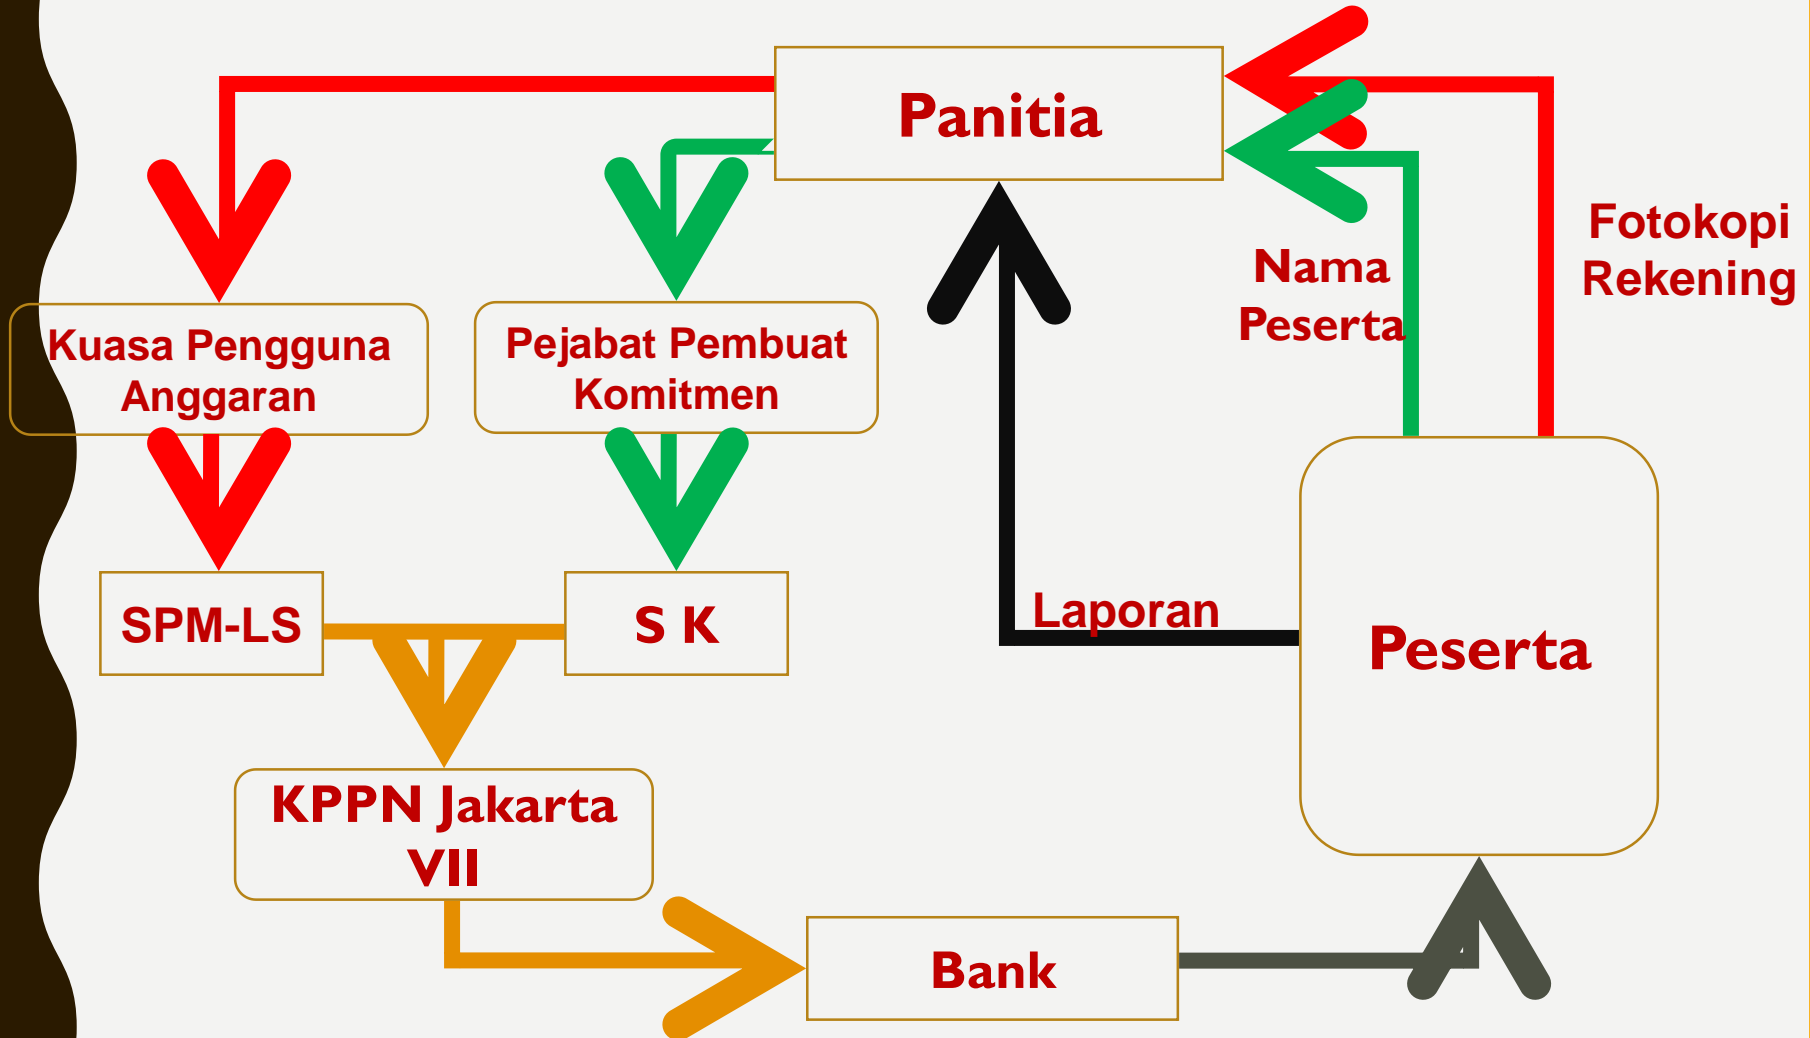 Panitia
Fotokopi
Rekening
Nama
Peserta
Kuasa Pengguna
Anggaran
Pejabat Pembuat
Komitmen
SPM-LS
S K
Laporan
Peserta
KPPN Jakarta
VII
Bank